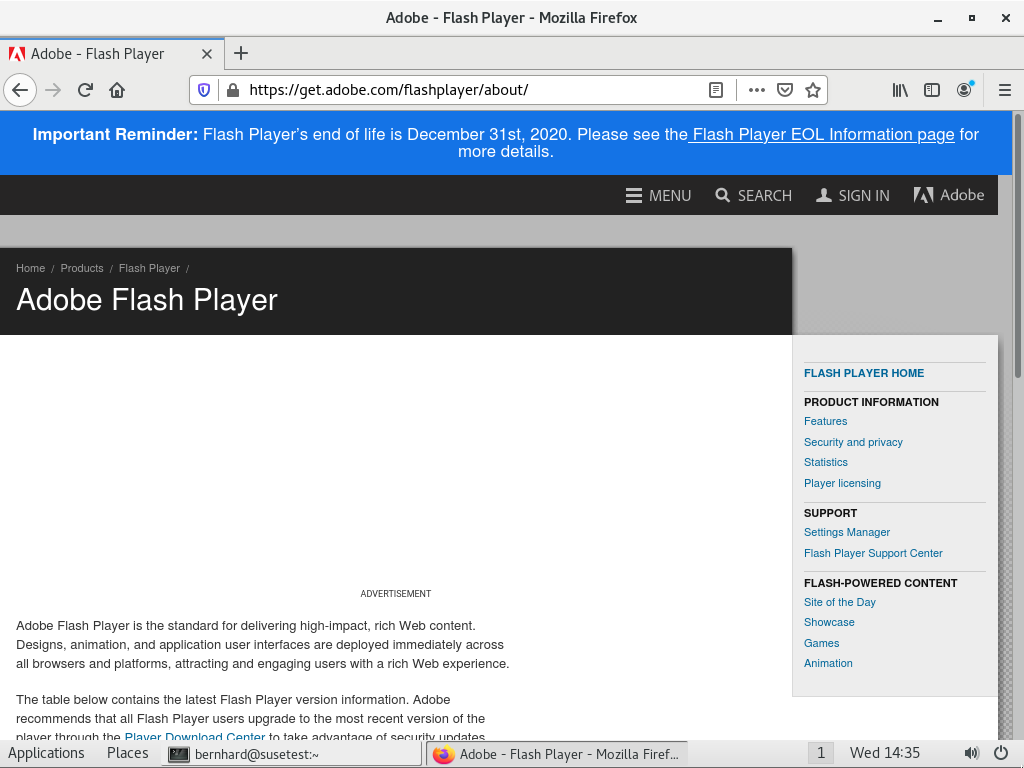 Adobe - Flash Player - Mozilla Firefox
Adobe - Flash Player
https://get.adobe.com/flashplayer/about/
Important Reminder: Flash Player's end of life is December 31st, 2020. Please see the Flash Player EOL Information page for
more details.
MENU SEARCH SIGN IN Adobe
Home / Products / Flash Player /
Adobe Flash Player
FLASH PLAYER HOME
PRODUCT INFORMATION
Features
Security and privacy
Statistics
Player licensing
SUPPORT
Settings Manager
Flash Player Support Center
FLASH-POWERED CONTENT
Site of the Day
Showcase
Games
Animation
ADVERTISEMENT
Adobe Flash Player is the standard for delivering high-impact, rich Web content.
Designs, animation, and application user interfaces are deployed immediately across
all browsers and platforms, attracting and engaging users with a rich Web experience.
The table below contains the latest Flash Player version information. Adobe
recommends that all Flash Player users upgrade to the most recent version of the
player through the Player Download Center to take advantage of security updates.
Applications Places bernhard@susetest:~ Adobe - Flash Player - Mozilla Firef... 1 Wed 14:35